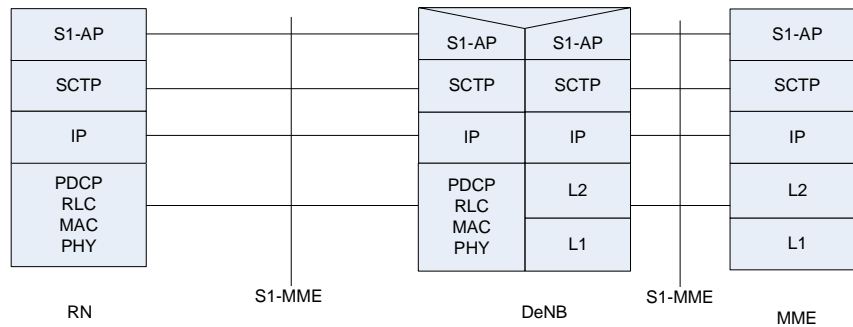 S1-AP
SCTP
IP
PDCP
RLC
MAC
PHY
RN
S1-MME
S1-AP S1-AP
SCTP SCTP
IP IP
PDCP
RLC
MAC
PHY
L2
L1
DeNB
S1-MME
S1-AP
SCTP
IP
L2
L1
MME